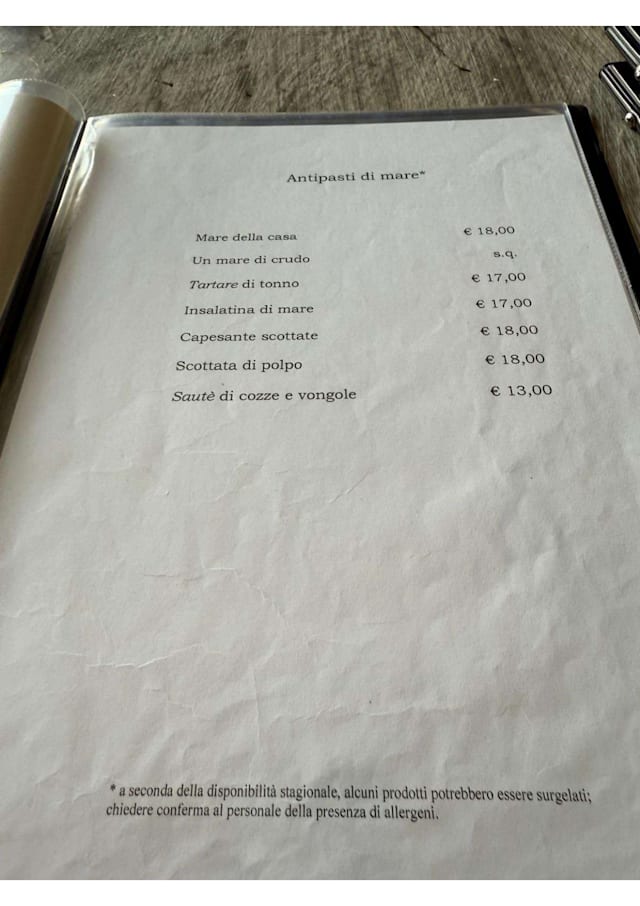 Antipasti di mare*
Mare della casa € 18,00
Un mare di crudo s.q.
Tartare di tonno € 17,00
Insalatina di mare € 17,00
Capesante scottate € 18,00
Scottata di polpo € 18,00
Sautè di cozze e vongole € 13,00
* a seconda della disponibilità stagionale, alcuni prodotti potrebbero essere surgelati;
chiedere conferma al personale della presenza di allergeni.